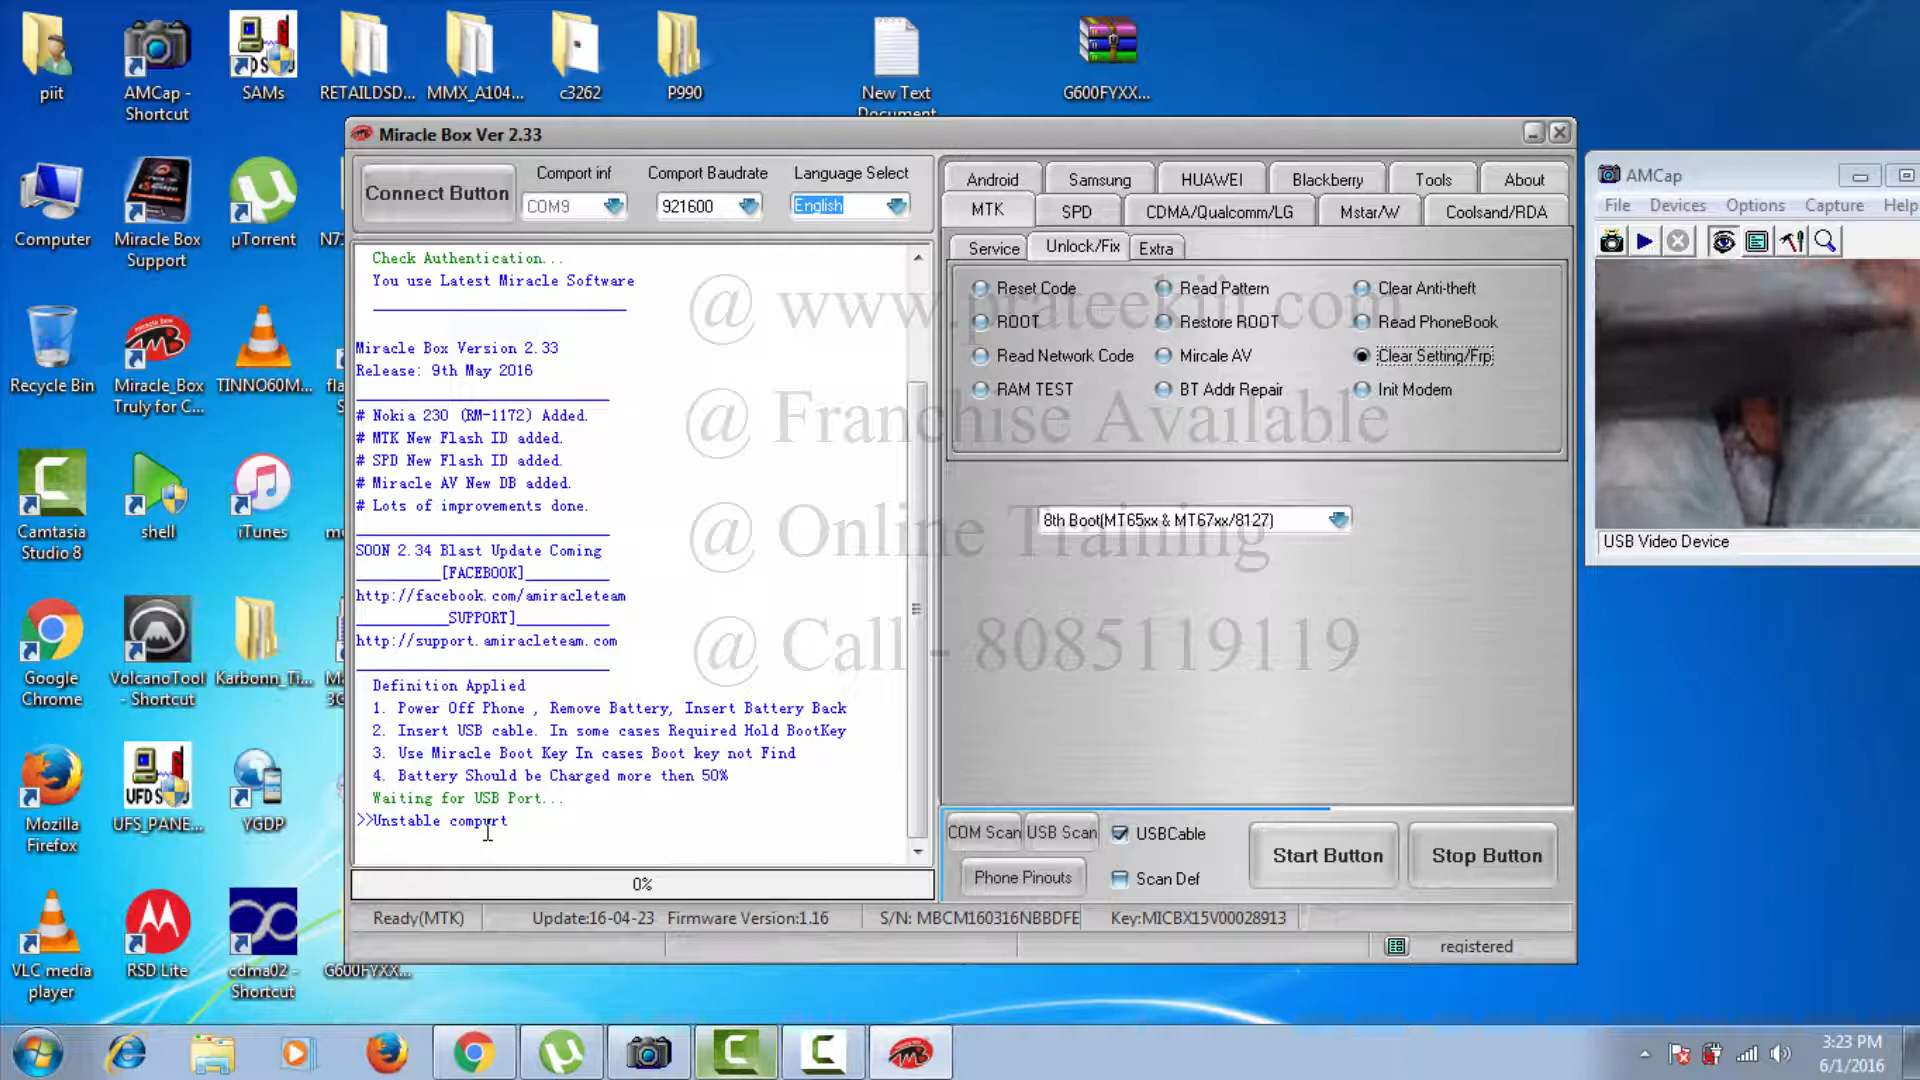 piit
AMCap -
Shortcut
SAMs
RETAILDSD...
MMX_A104...
c3262
P990
New Text
Document
G600FYXX...
Computer
Miracle Box
Support
µTorrent
Recycle Bin
Miracle_Box
Truly for C...
TINNO60M...
Camtasia
Studio 8
shell
iTunes
Google
Chrome
VolcanoTool
- Shortcut
Karbonn_Ti...
Mozilla
Firefox
UFS_PANE...
YGDP
VLC media
player
RSD Lite
cdma02 -
Shortcut
G600FYXX...
Miracle Box Ver 2.33
Connect Button
Comport inf
COM9
Comport Baudrate
921600
Language Select
English
Check Authentication...
You use Latest Miracle Software
Miracle Box Version 2.33
Release: 9th May 2016
# Nokia 230 (RM-1172) Added.
# MTK New Flash ID added.
# SPD New Flash ID added.
# Miracle AV New DB added.
# Lots of improvements done.
SOON 2.34 Blast Update Coming
__________[FACEBOOK]__________
http://facebook.com/amiracleteam
___________SUPPORT]___________
http://support.amiracleteam.com
Definition Applied
1. Power Off Phone , Remove Battery, Insert Battery Back
2. Insert USB cable. In some cases Required Hold BootKey
3. Use Miracle Boot Key In cases Boot key not Find
4. Battery Should be Charged more then 50%
Waiting for USB Port...
>>Unstable comport
0%
Android Samsung HUAWEI Blackberry Tools About
MTK SPD CDMA/Qualcomm/LG Mstar/W Coolsand/RDA
Service Unlock/Fix Extra
Reset Code Read Pattern Clear Anti-theft
ROOT Restore ROOT Read PhoneBook
Read Network Code Mircale AV Clear Setting/Frp
RAM TEST BT Addr Repair Init Modem
8th Boot(MT65xx & MT67xx/8127)
@ www.prateekiit.com
@ Franchise Available
@ Online Training
@ Call - 8085119119
COM Scan USB Scan USBCable
Phone Pinouts Scan Def
Start Button Stop Button
Ready(MTK) Update:16-04-23 Firmware Version:1.16 S/N: MBCM160316NBBDFE Key:MICBX15V00028913
registered
AMCap
File Devices Options Capture Help
USB Video Device
3:23 PM
6/1/2016